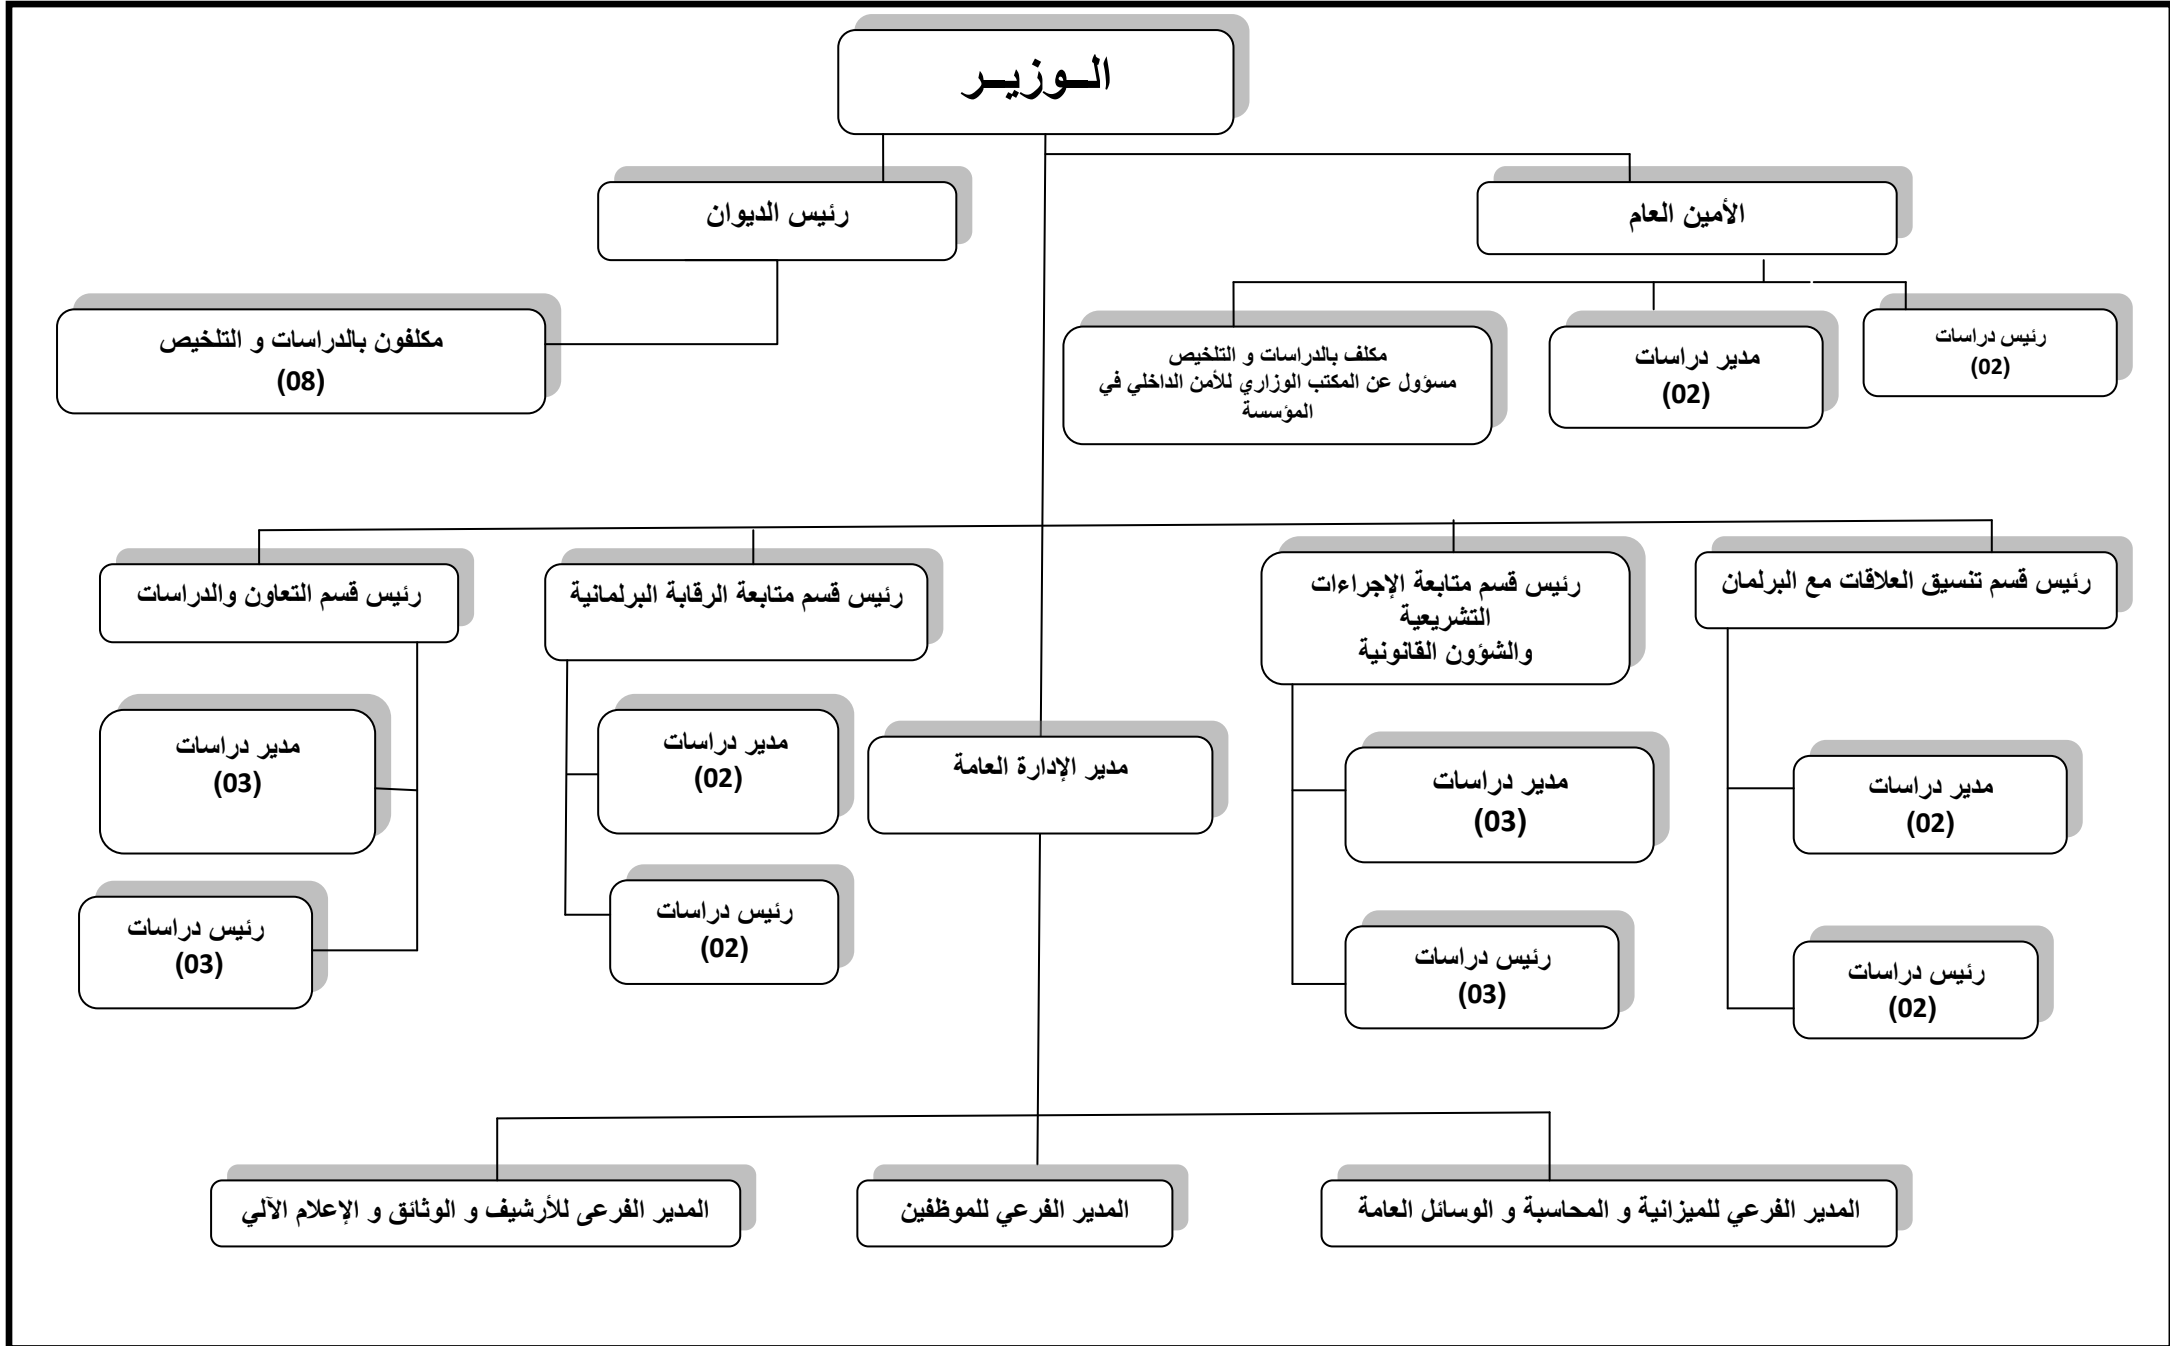 الــوزيــر
الأمين العام
رئيس الديوان
رئيس دراسات
(02)
مدير دراسات
(02)
مكلف بالدراسات و التلخيص
مسؤول عن المكتب الوزاري للأمن الداخلي في
المؤسسة
مكلفون بالدراسات و التلخيص
(08)
رئيس قسم تنسيق العلاقات مع البرلمان
رئيس قسم متابعة الإجراءات
التشريعية
والشؤون القانونية
رئيس قسم متابعة الرقابة البرلمانية
رئيس قسم التعاون والدراسات
مدير دراسات
(02)
مدير دراسات
(03)
مدير الإدارة العامة
مدير دراسات
(02)
مدير دراسات
(03)
رئيس دراسات
(02)
رئيس دراسات
(03)
رئيس دراسات
(02)
رئيس دراسات
(03)
المدير الفرعي للميزانية و المحاسبة و الوسائل العامة
المدير الفرعي للموظفين
المدير الفرعى للأرشيف و الوثائق و الإعلام الآلي